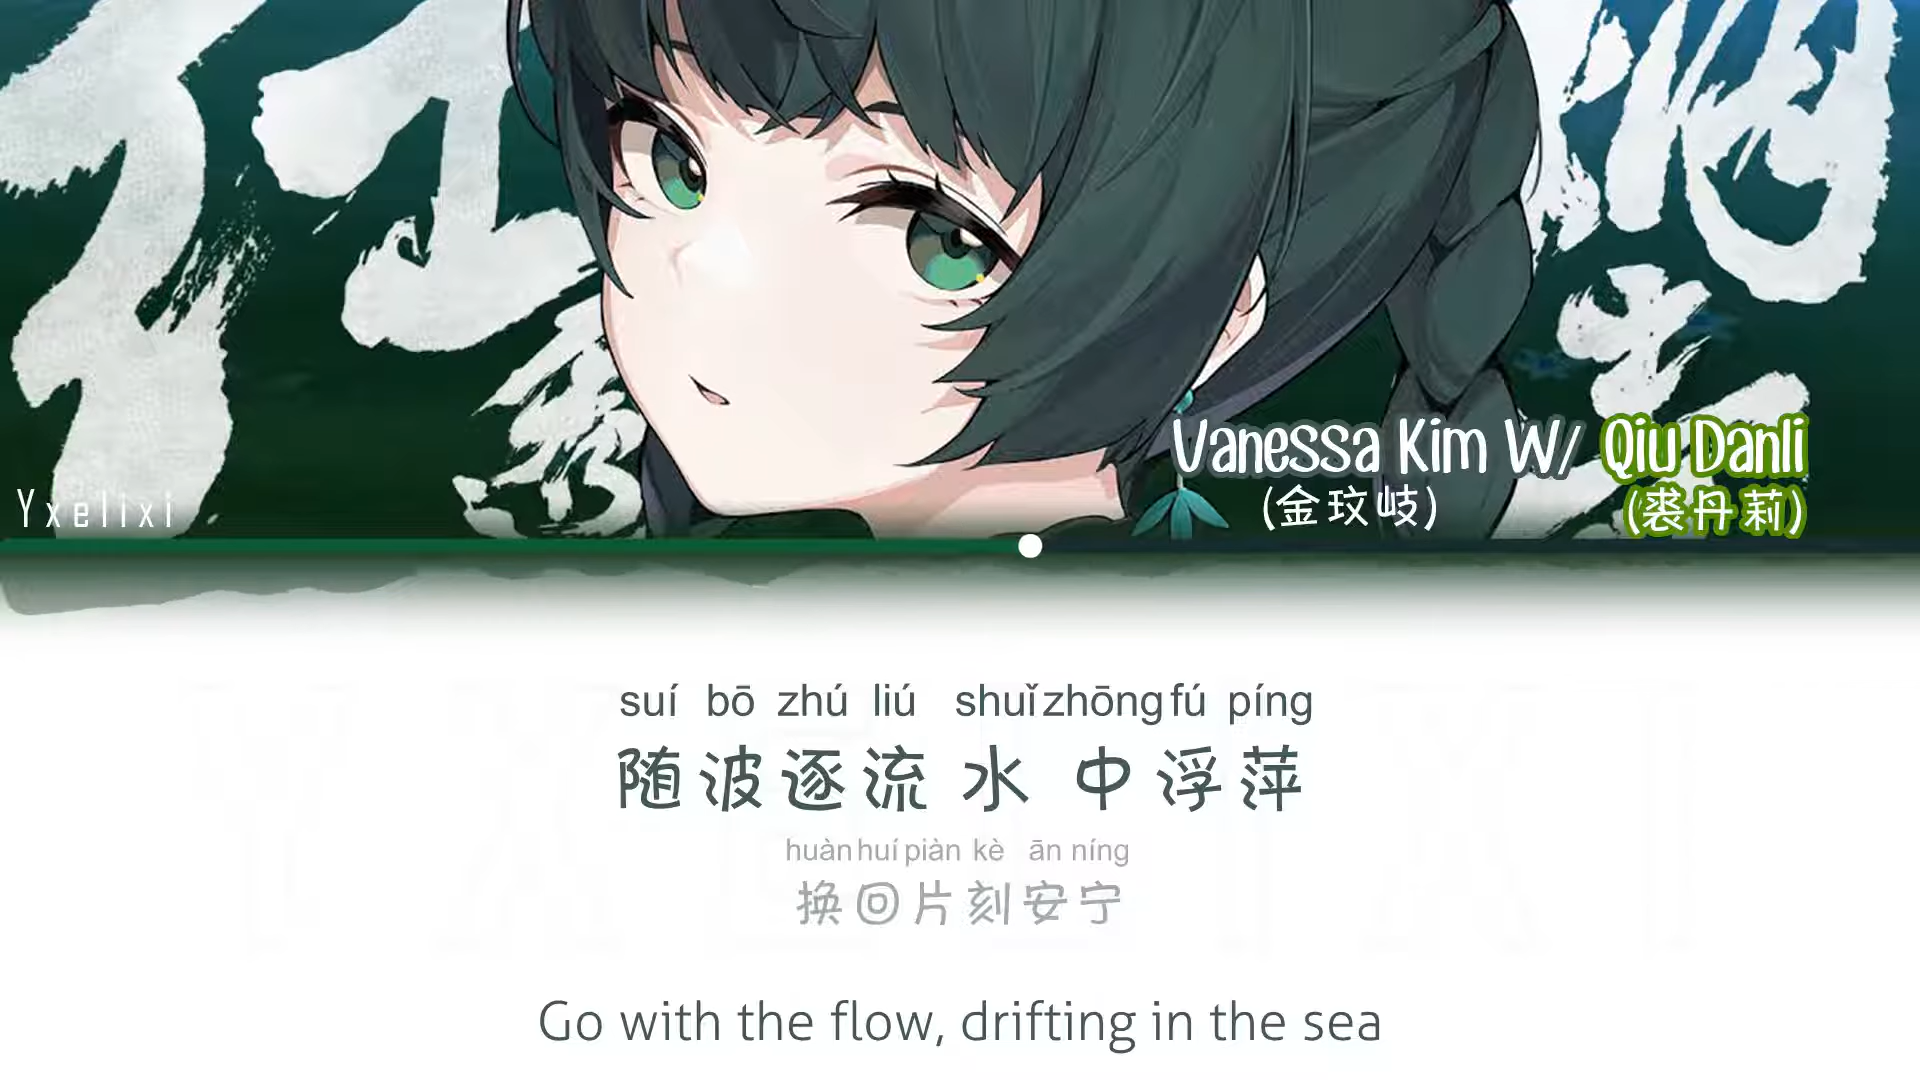 Vanessa Kim W/ Qiu Danli
(金玟岐) (裘丹莉)
Yxelixi
suí bō zhú liú shuǐ zhōng fú píng
随波逐流 水中浮萍
huàn huí piàn kè ān níng
换回片刻安宁
Go with the flow, drifting in the sea